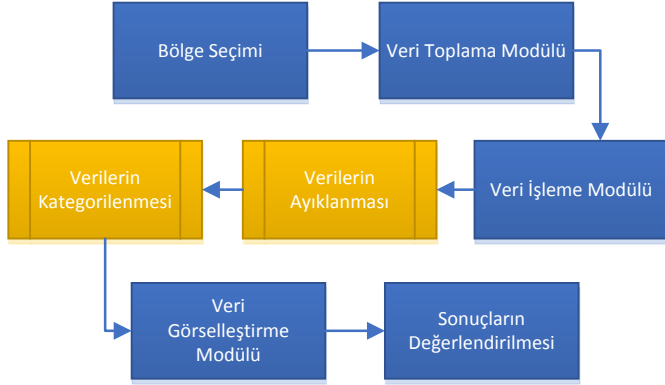 Bölge Seçimi
Veri Toplama Modülü
Veri İşleme Modülü
Verilerin
Ayıklanması
Verilerin
Kategorilenmesi
Veri
Görselleştirme
Modülü
Sonuçların
Değerlendirilmesi